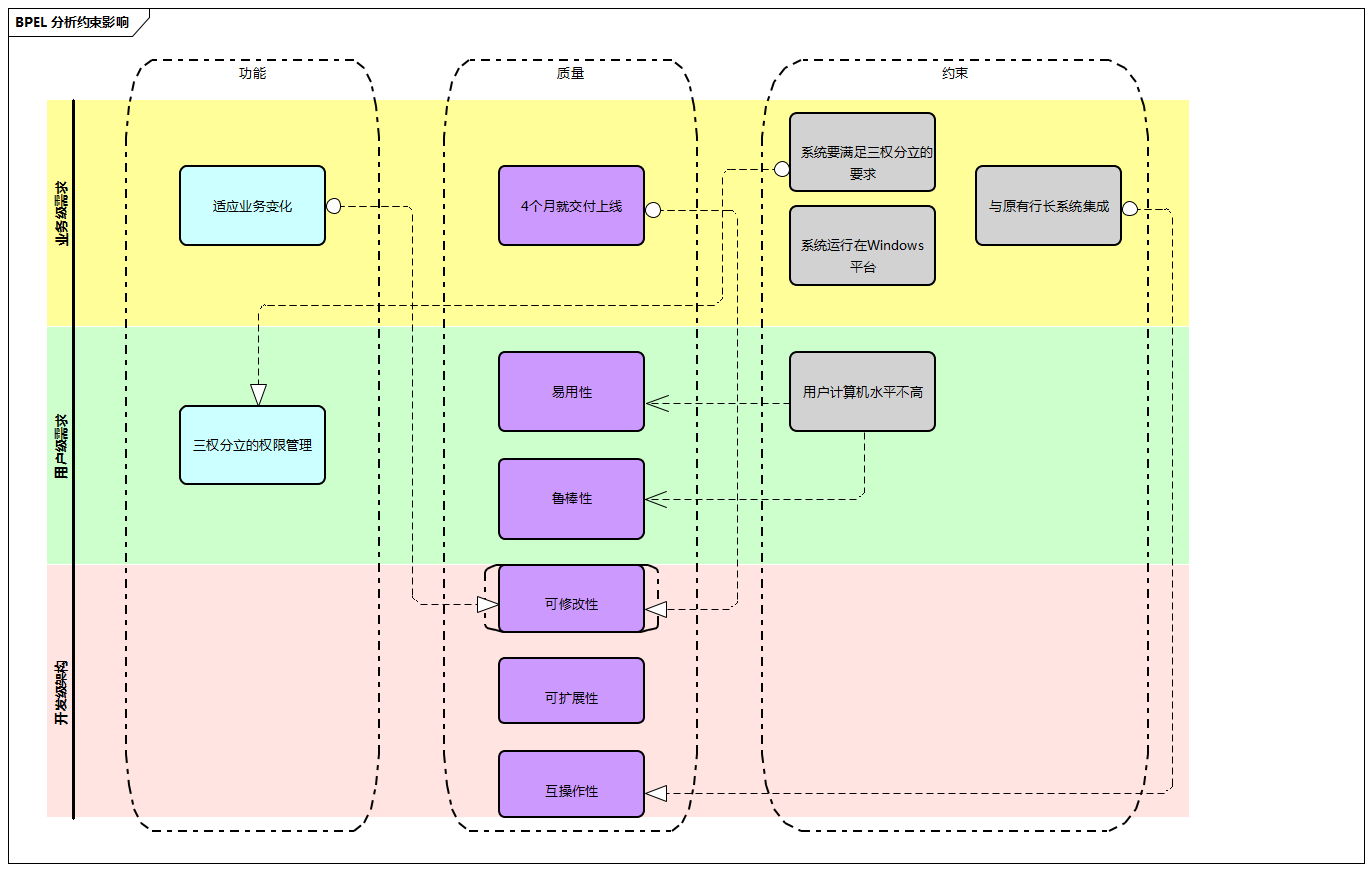 BPEL 分析约束影响
功能
质量
约束
业务级需求
适应业务变化
4个月就交付上线
系统要满足三权分立的
要求
系统运行在Windows
平台
与原有行长系统集成
用户级需求
三权分立的权限管理
易用性
鲁棒性
用户计算机水平不高
开发级架构
可修改性
可扩展性
互操作性